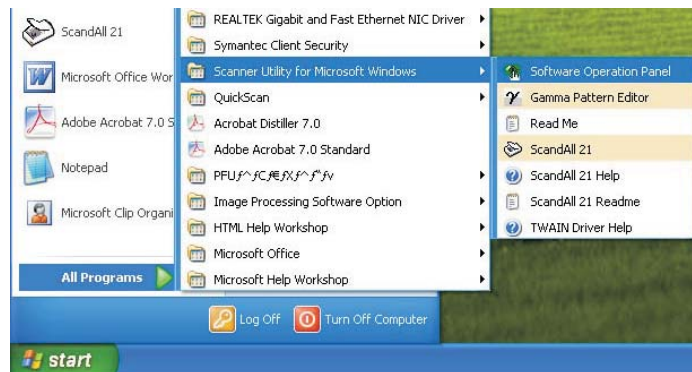 ScandAll 21
Microsoft Office Wor
Adobe Acrobat 7.0 S
Notepad
Microsoft Clip Organi
All Programs
REALTEK Gigabit and Fast Ethernet NIC Driver
Symantec Client Security
Scanner Utility for Microsoft Windows
QuickScan
Acrobat Distiller 7.0
Adobe Acrobat 7.0 Standard
Image Processing Software Option
HTML Help Workshop
Microsoft Office
Microsoft Help Workshop
Software Operation Panel
Gamma Pattern Editor
Read Me
ScandAll 21
ScandAll 21 Help
ScandAll 21 Readme
TWAIN Driver Help
Log Off
Turn Off Computer
start